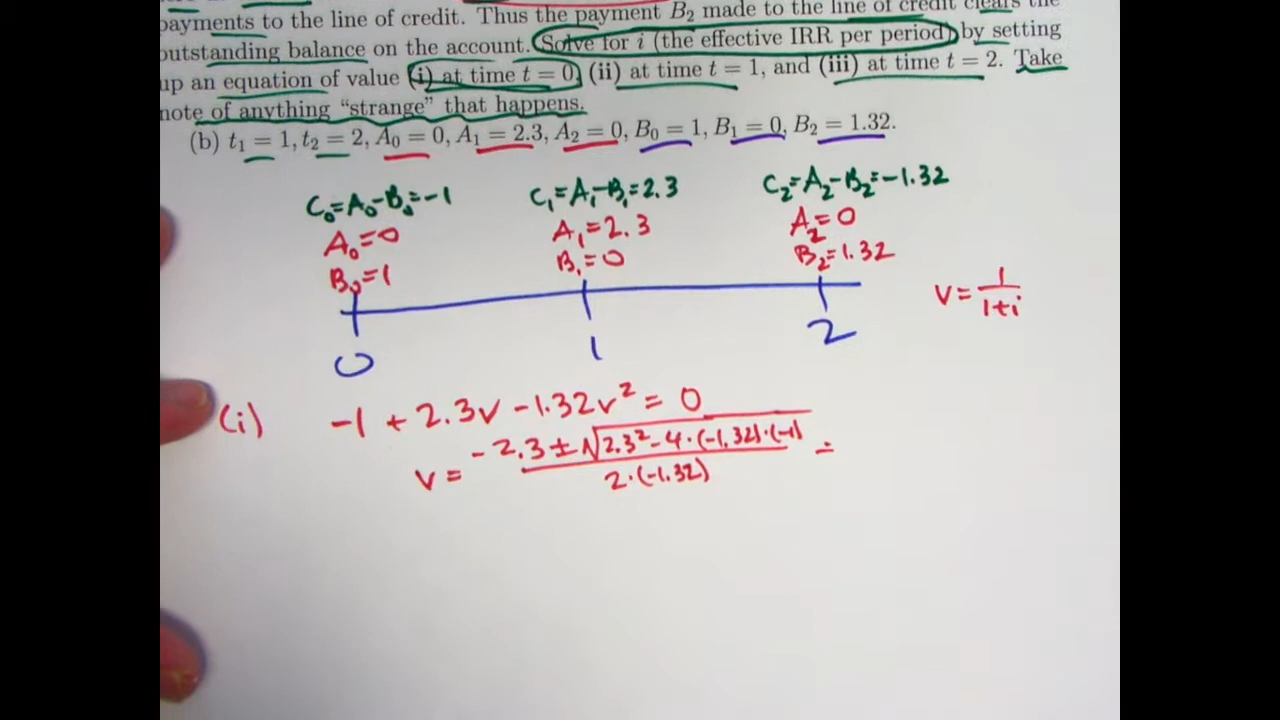 payments to the line of credit. Thus the payment B₂ made to the line of credit clears the
outstanding balance on the account. Solve for i (the effective IRR per period) by setting
up an equation of value (i) at time t = 0, (ii) at time t = 1, and (iii) at time t = 2. Take
note of anything “strange” that happens.
(b) t₁ = 1, t₂ = 2, A₀ = 0, A₁ = 2.3, A₂ = 0, B₀ = 1, B₁ = 0, B₂ = 1.32.
C₀=A₀-B₀=-1 C₁=A₁-B₁=2.3 C₂=A₂-B₂=-1.32
A₀=0 A₁=2.3 A₂=0
B₀=1 B₁=0 B₂=1.32
v = 1/(1+i)
0 1 2
(i) -1 + 2.3v - 1.32v² = 0
v = (-2.3 ± √(2.3² - 4·(-1.32)·(-1)))/(2·(-1.32)) =